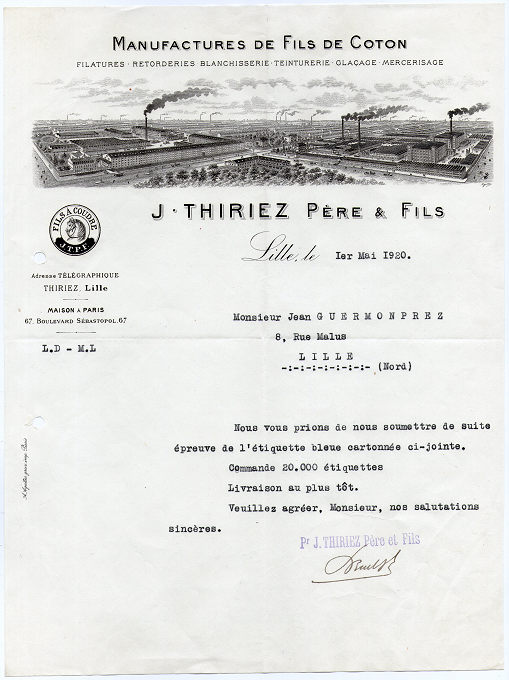 MANUFACTURES DE FILS DE COTON
FILATURES · RETORDERIES · BLANCHISSERIE · TEINTURERIE · GLAÇAGE · MERCERISAGE
J. THIRIEZ PÈRE & FILS
FILS A COUDRE
J.T.P.F.
Lille, le 1er Mai 1920.
Adresse TÉLÉGRAPHIQUE
THIRIEZ, Lille
MAISON A PARIS
67, BOULEVARD SÉBASTOPOL, 67
L.D - M.L
Monsieur Jean GUERMONPREZ
8, Rue Malus
LILLE
-:-:-:-:-:-:-:- (Nord)
Nous vous prions de nous soumettre de suite
épreuve de l'étiquette bleue cartonnée ci-jointe.
Commande 20.000 étiquettes
Livraison au plus tôt.
Veuillez agréer, Monsieur, nos salutations
sincères.
Pr J. THIRIEZ Père et Fils